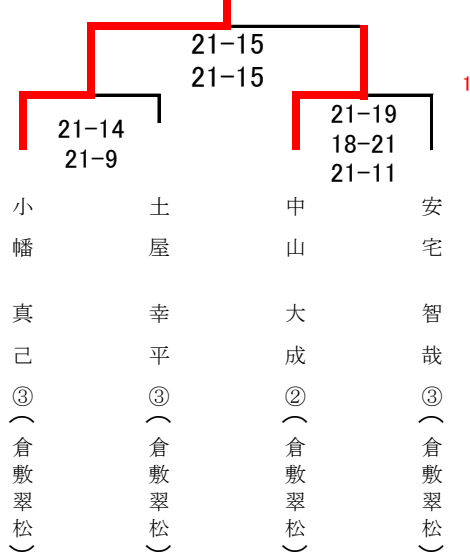 21-15
21-15
1
21-14
21-9
21-19
18-21
21-11
小幡 真己③(倉敷翠松)
土屋 幸平③(倉敷翠松)
中山 大成②(倉敷翠松)
安宅 智哉③(倉敷翠松)